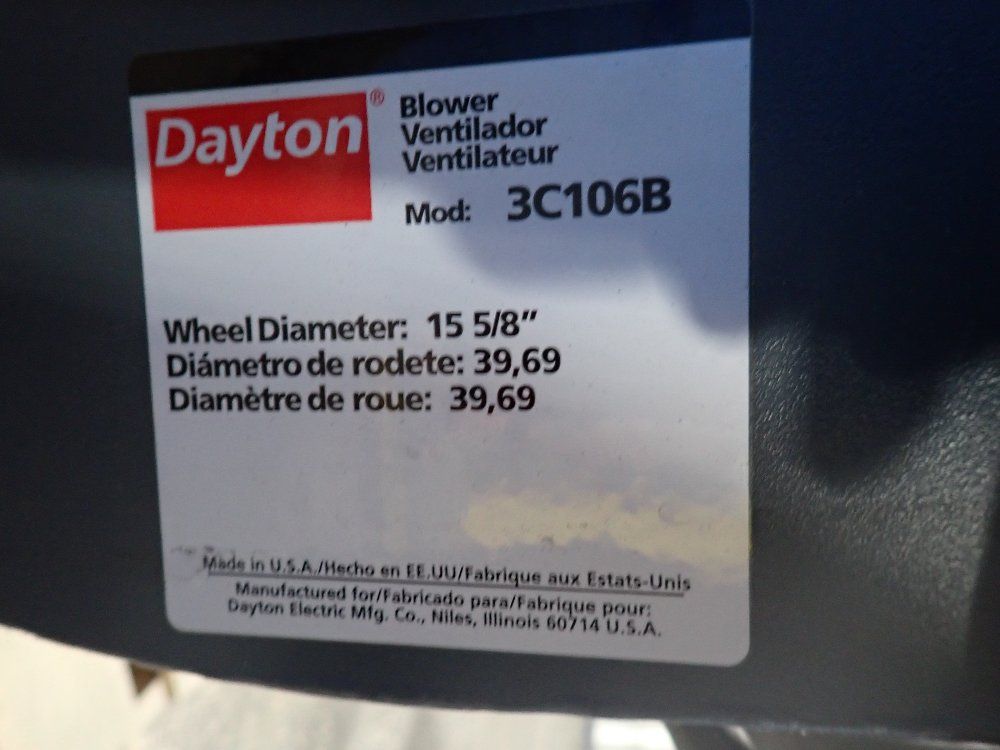 Dayton®
Blower
Ventilador
Ventilateur
Mod: 3C106B
Wheel Diameter: 15 5/8"
Diámetro de rodete: 39,69
Diamètre de roue: 39,69
Made in U.S.A./Hecho en EE.UU/Fabrique aux Estats-Unis
Manufactured for/Fabricado para/Fabrique pour:
Dayton Electric Mfg. Co., Niles, Illinois 60714 U.S.A.